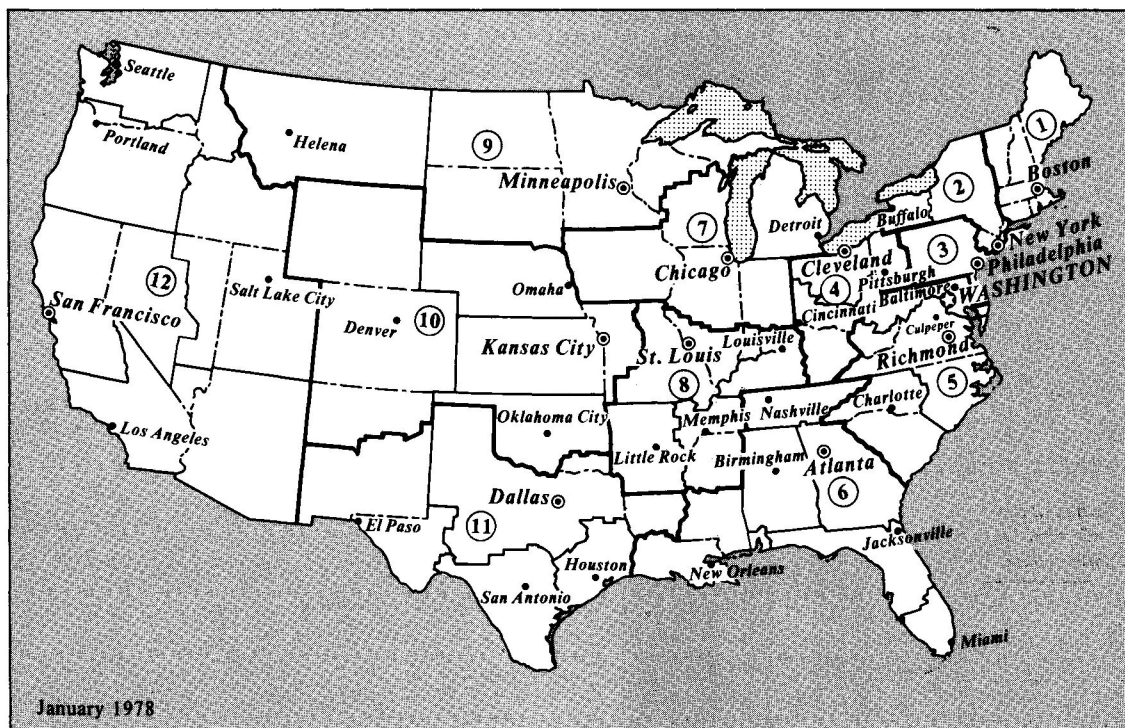 Seattle
Portland
Helena
9
Minneapolis
1
Boston
2
Buffalo
Detroit
7
Chicago
New York
Philadelphia
3
Cleveland
Pittsburgh
4
WASHINGTON
Baltimore
Cincinnati
12
Salt Lake City
San Francisco
Omaha
Denver
10
Kansas City
St. Louis
Louisville
8
Culpeper
Richmond
5
Charlotte
Los Angeles
Oklahoma City
Memphis
Nashville
Little Rock
Birmingham
Atlanta
6
Dallas
El Paso
11
Houston
San Antonio
New Orleans
Jacksonville
Miami
January 1978